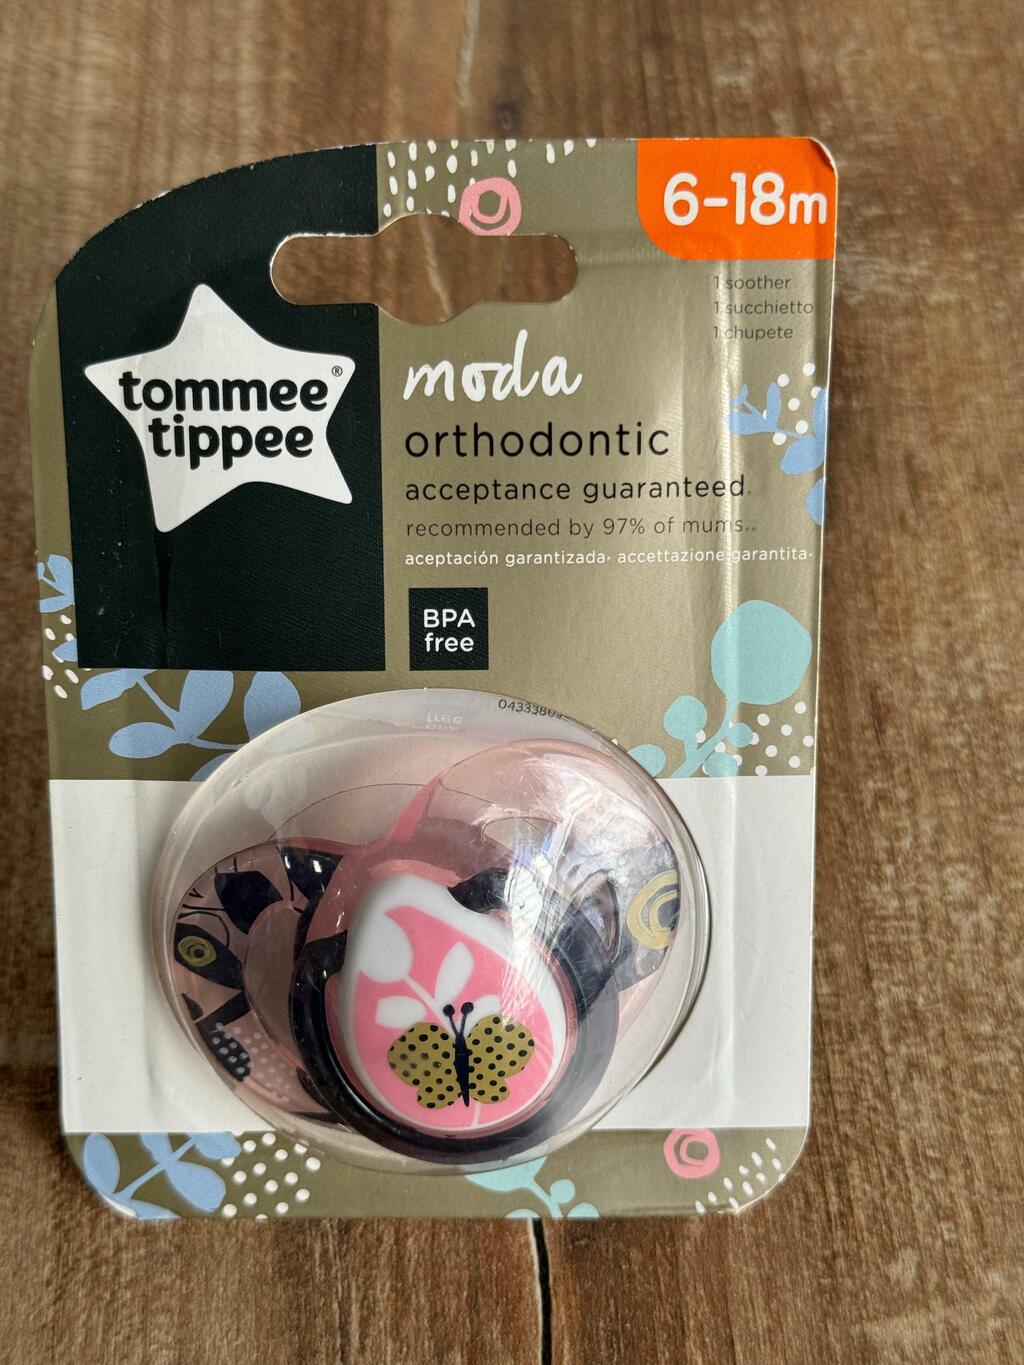 6-18m
1 soother
1 succhietto
1 chupete
tommee®
tippee
moda
orthodontic
acceptance guaranteed.
recommended by 97% of mums..
aceptación garantizada· accettazione garantita·
BPA
free